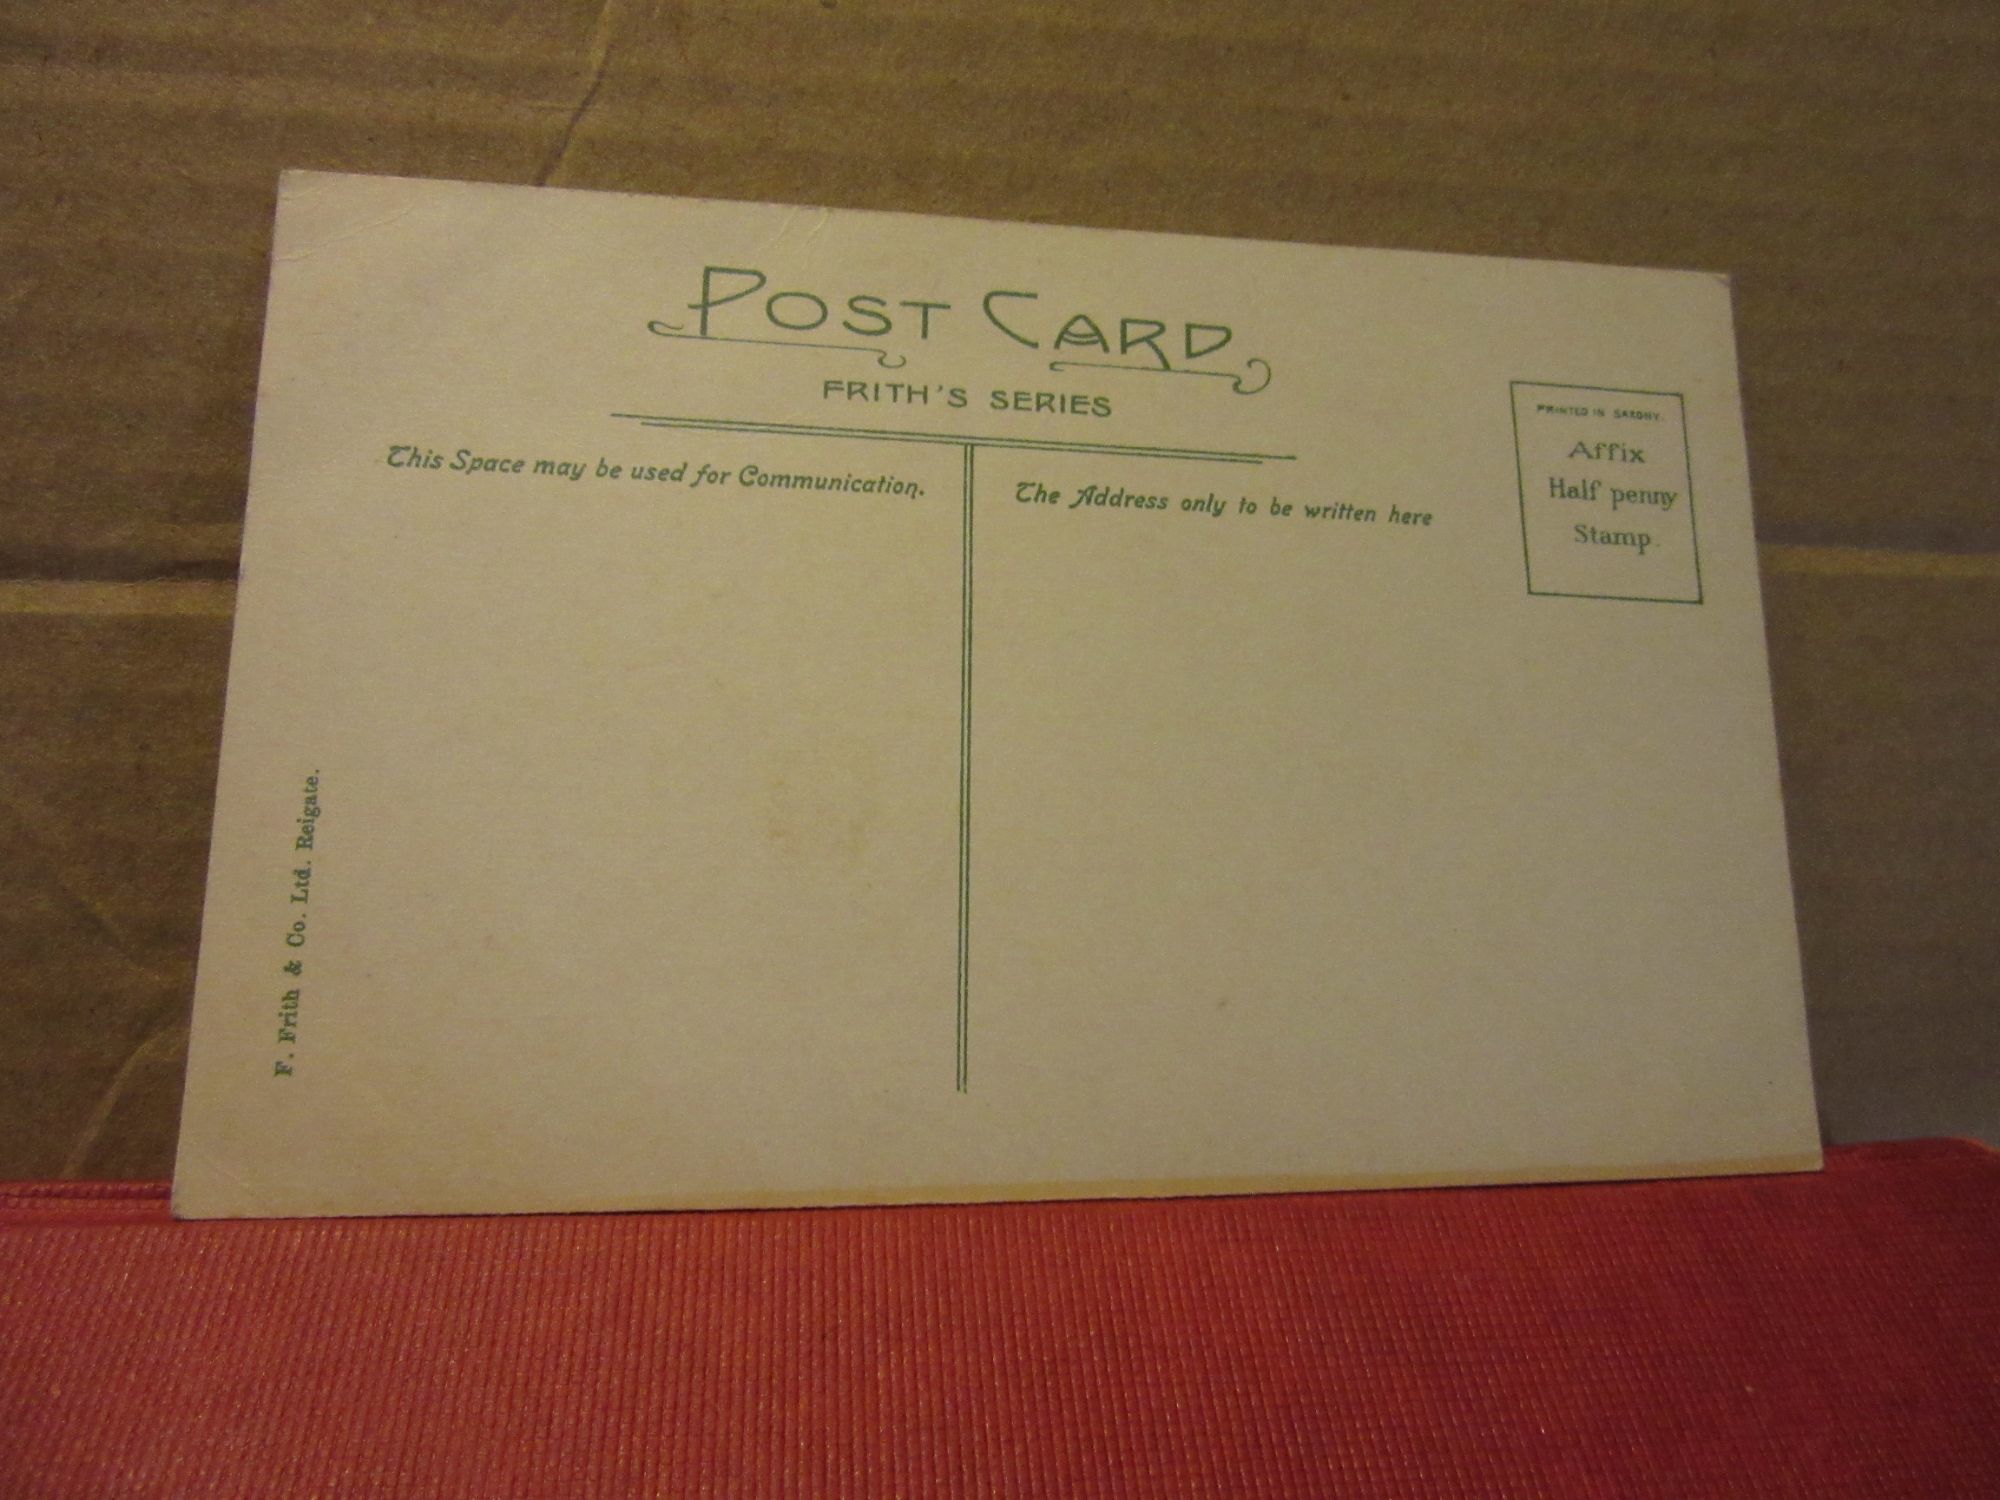 POST CARD
FRITH'S SERIES
This Space may be used for Communication.
The Address only to be written here
PRINTED IN SAXONY.
Affix
Half penny
Stamp.
F. Frith & Co. Ltd. Reigate.